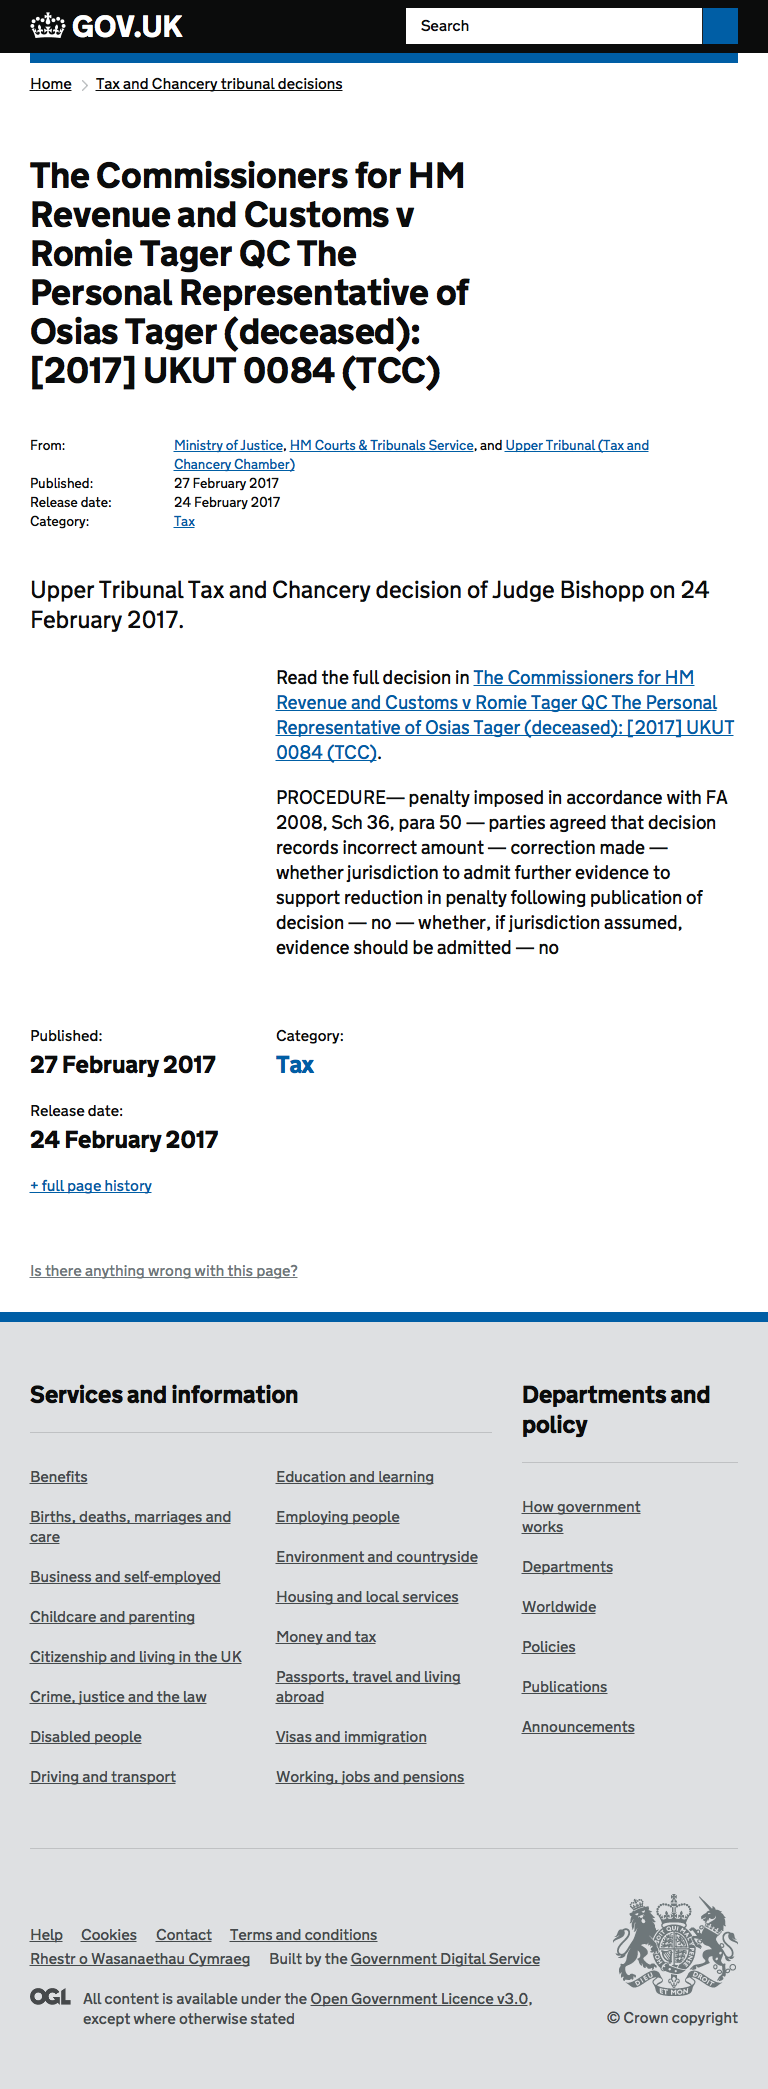 GOV.UK
Search
Home
Tax and Chancery tribunal decisions
The Commissioners for HM
Revenue and Customs v
Romie Tager QC The
Personal Representative of
Osias Tager (deceased):
[2017] UKUT 0084 (TCC)
From: Ministry of Justice, HM Courts & Tribunals Service, and Upper Tribunal (Tax and
Chancery Chamber)
Published: 27 February 2017
Release date: 24 February 2017
Category: Tax
Upper Tribunal Tax and Chancery decision of Judge Bishopp on 24
February 2017.
Read the full decision in The Commissioners for HM
Revenue and Customs v Romie Tager QC The Personal
Representative of Osias Tager (deceased): [2017] UKUT
0084 (TCC).
PROCEDURE— penalty imposed in accordance with FA
2008, Sch 36, para 50 — parties agreed that decision
records incorrect amount — correction made —
whether jurisdiction to admit further evidence to
support reduction in penalty following publication of
decision — no — whether, if jurisdiction assumed,
evidence should be admitted — no
Published:
27 February 2017
Release date:
24 February 2017
+ full page history
Category:
Tax
Is there anything wrong with this page?
Services and information
Benefits
Births, deaths, marriages and
care
Business and self-employed
Childcare and parenting
Citizenship and living in the UK
Crime, justice and the law
Disabled people
Driving and transport
Education and learning
Employing people
Environment and countryside
Housing and local services
Money and tax
Passports, travel and living
abroad
Visas and immigration
Working, jobs and pensions
Departments and
policy
How government
works
Departments
Worldwide
Policies
Publications
Announcements
Help Cookies Contact Terms and conditions
Rhestr o Wasanaethau Cymraeg Built by the Government Digital Service
OGL All content is available under the Open Government Licence v3.0,
except where otherwise stated
DIEU ET MON DROIT
© Crown copyright